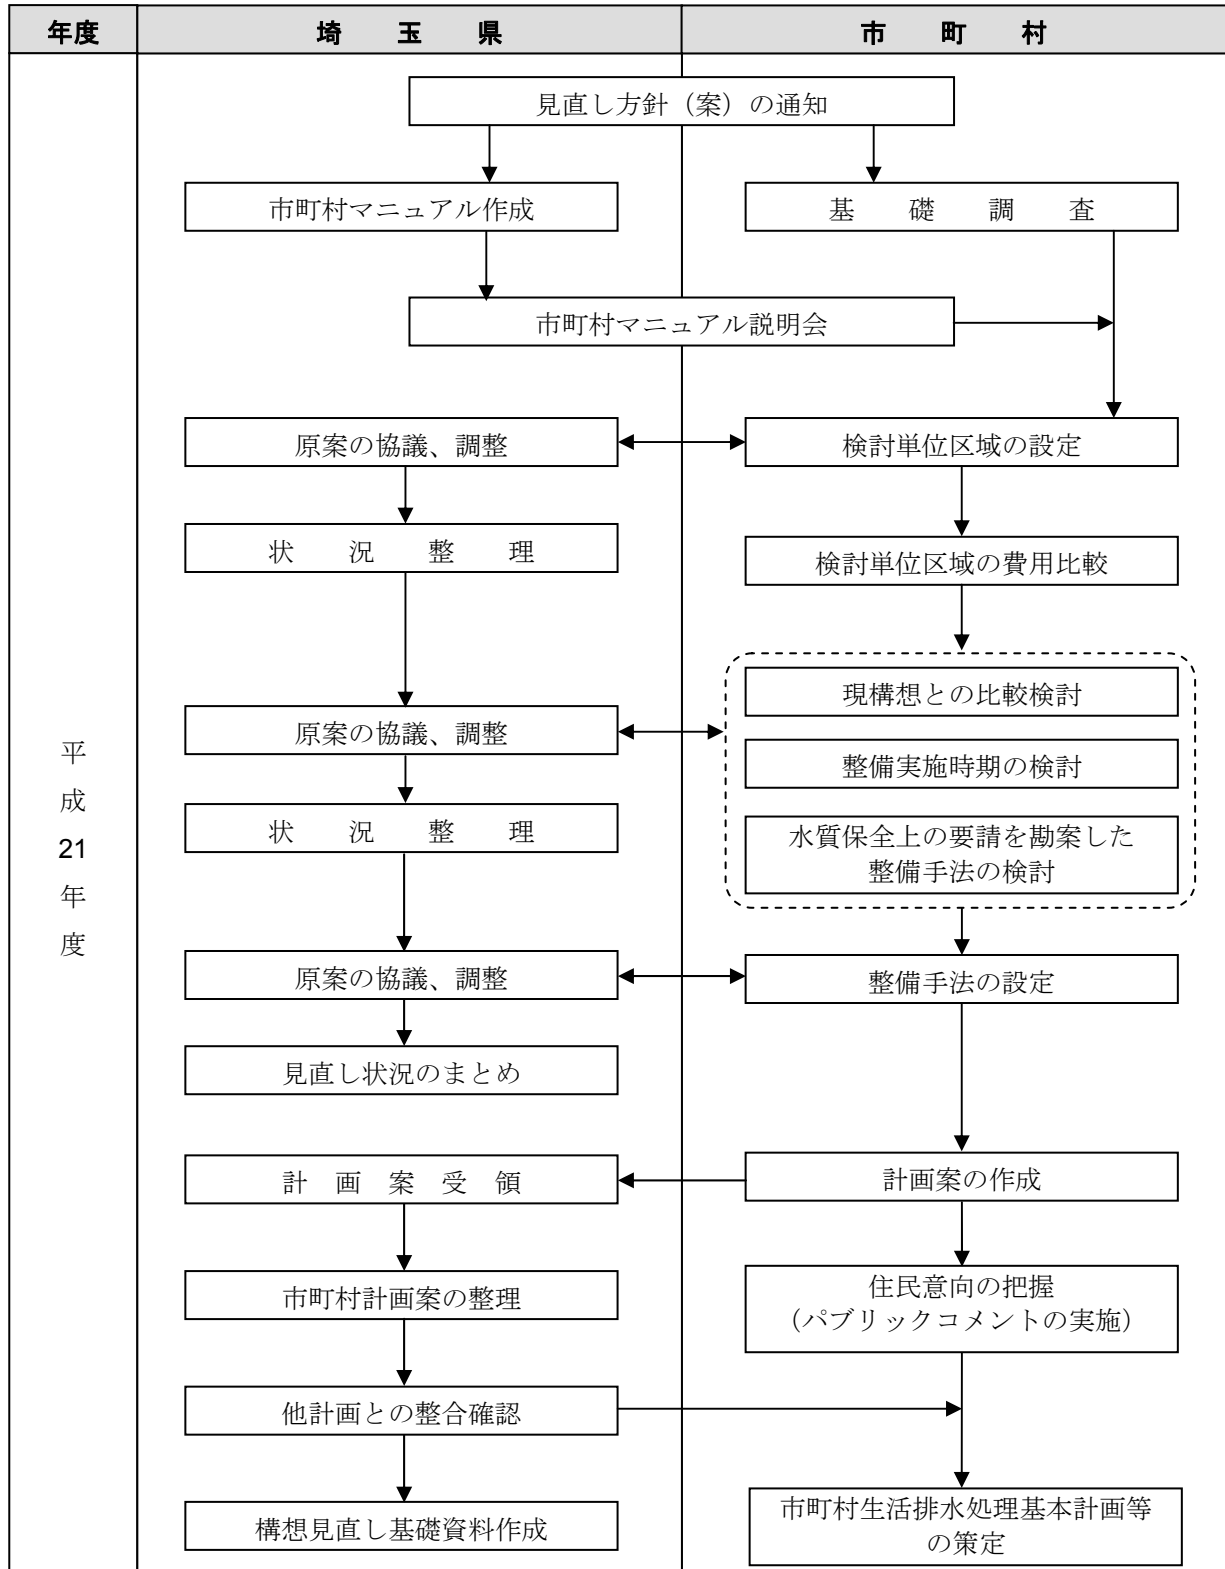 年度
埼玉県
市町村
見直し方針（案）の通知
市町村マニュアル作成
基礎調査
市町村マニュアル説明会
原案の協議、調整
検討単位区域の設定
状況整理
検討単位区域の費用比較
現構想との比較検討
原案の協議、調整
整備実施時期の検討
状況整理
水質保全上の要請を勘案した
整備手法の検討
平
成
21
年
度
原案の協議、調整
整備手法の設定
見直し状況のまとめ
計画案受領
計画案の作成
市町村計画案の整理
住民意向の把握
（パブリックコメントの実施）
他計画との整合確認
構想見直し基礎資料作成
市町村生活排水処理基本計画等
の策定